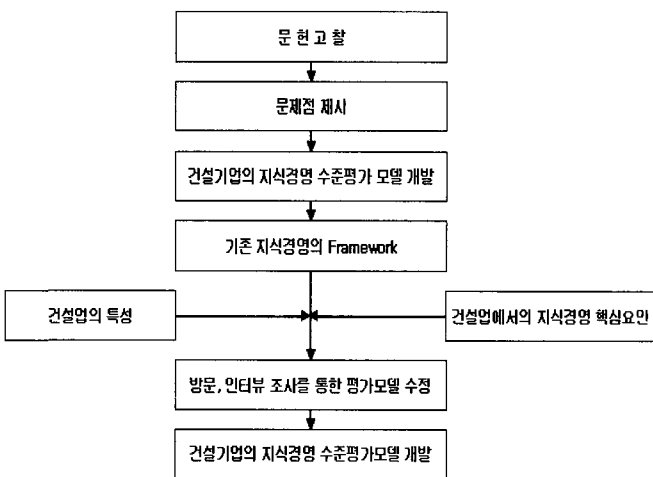 문 헌 고 찰
문제점 제시
건설기업의 지식경영 수준평가 모델 개발
기존 지식경영의 Framework
건설업의 특성
건설업에서의 지식경영 핵심요인
방문, 인터뷰 조사를 통한 평가모델 수정
건설기업의 지식경영 수준평가모델 개발